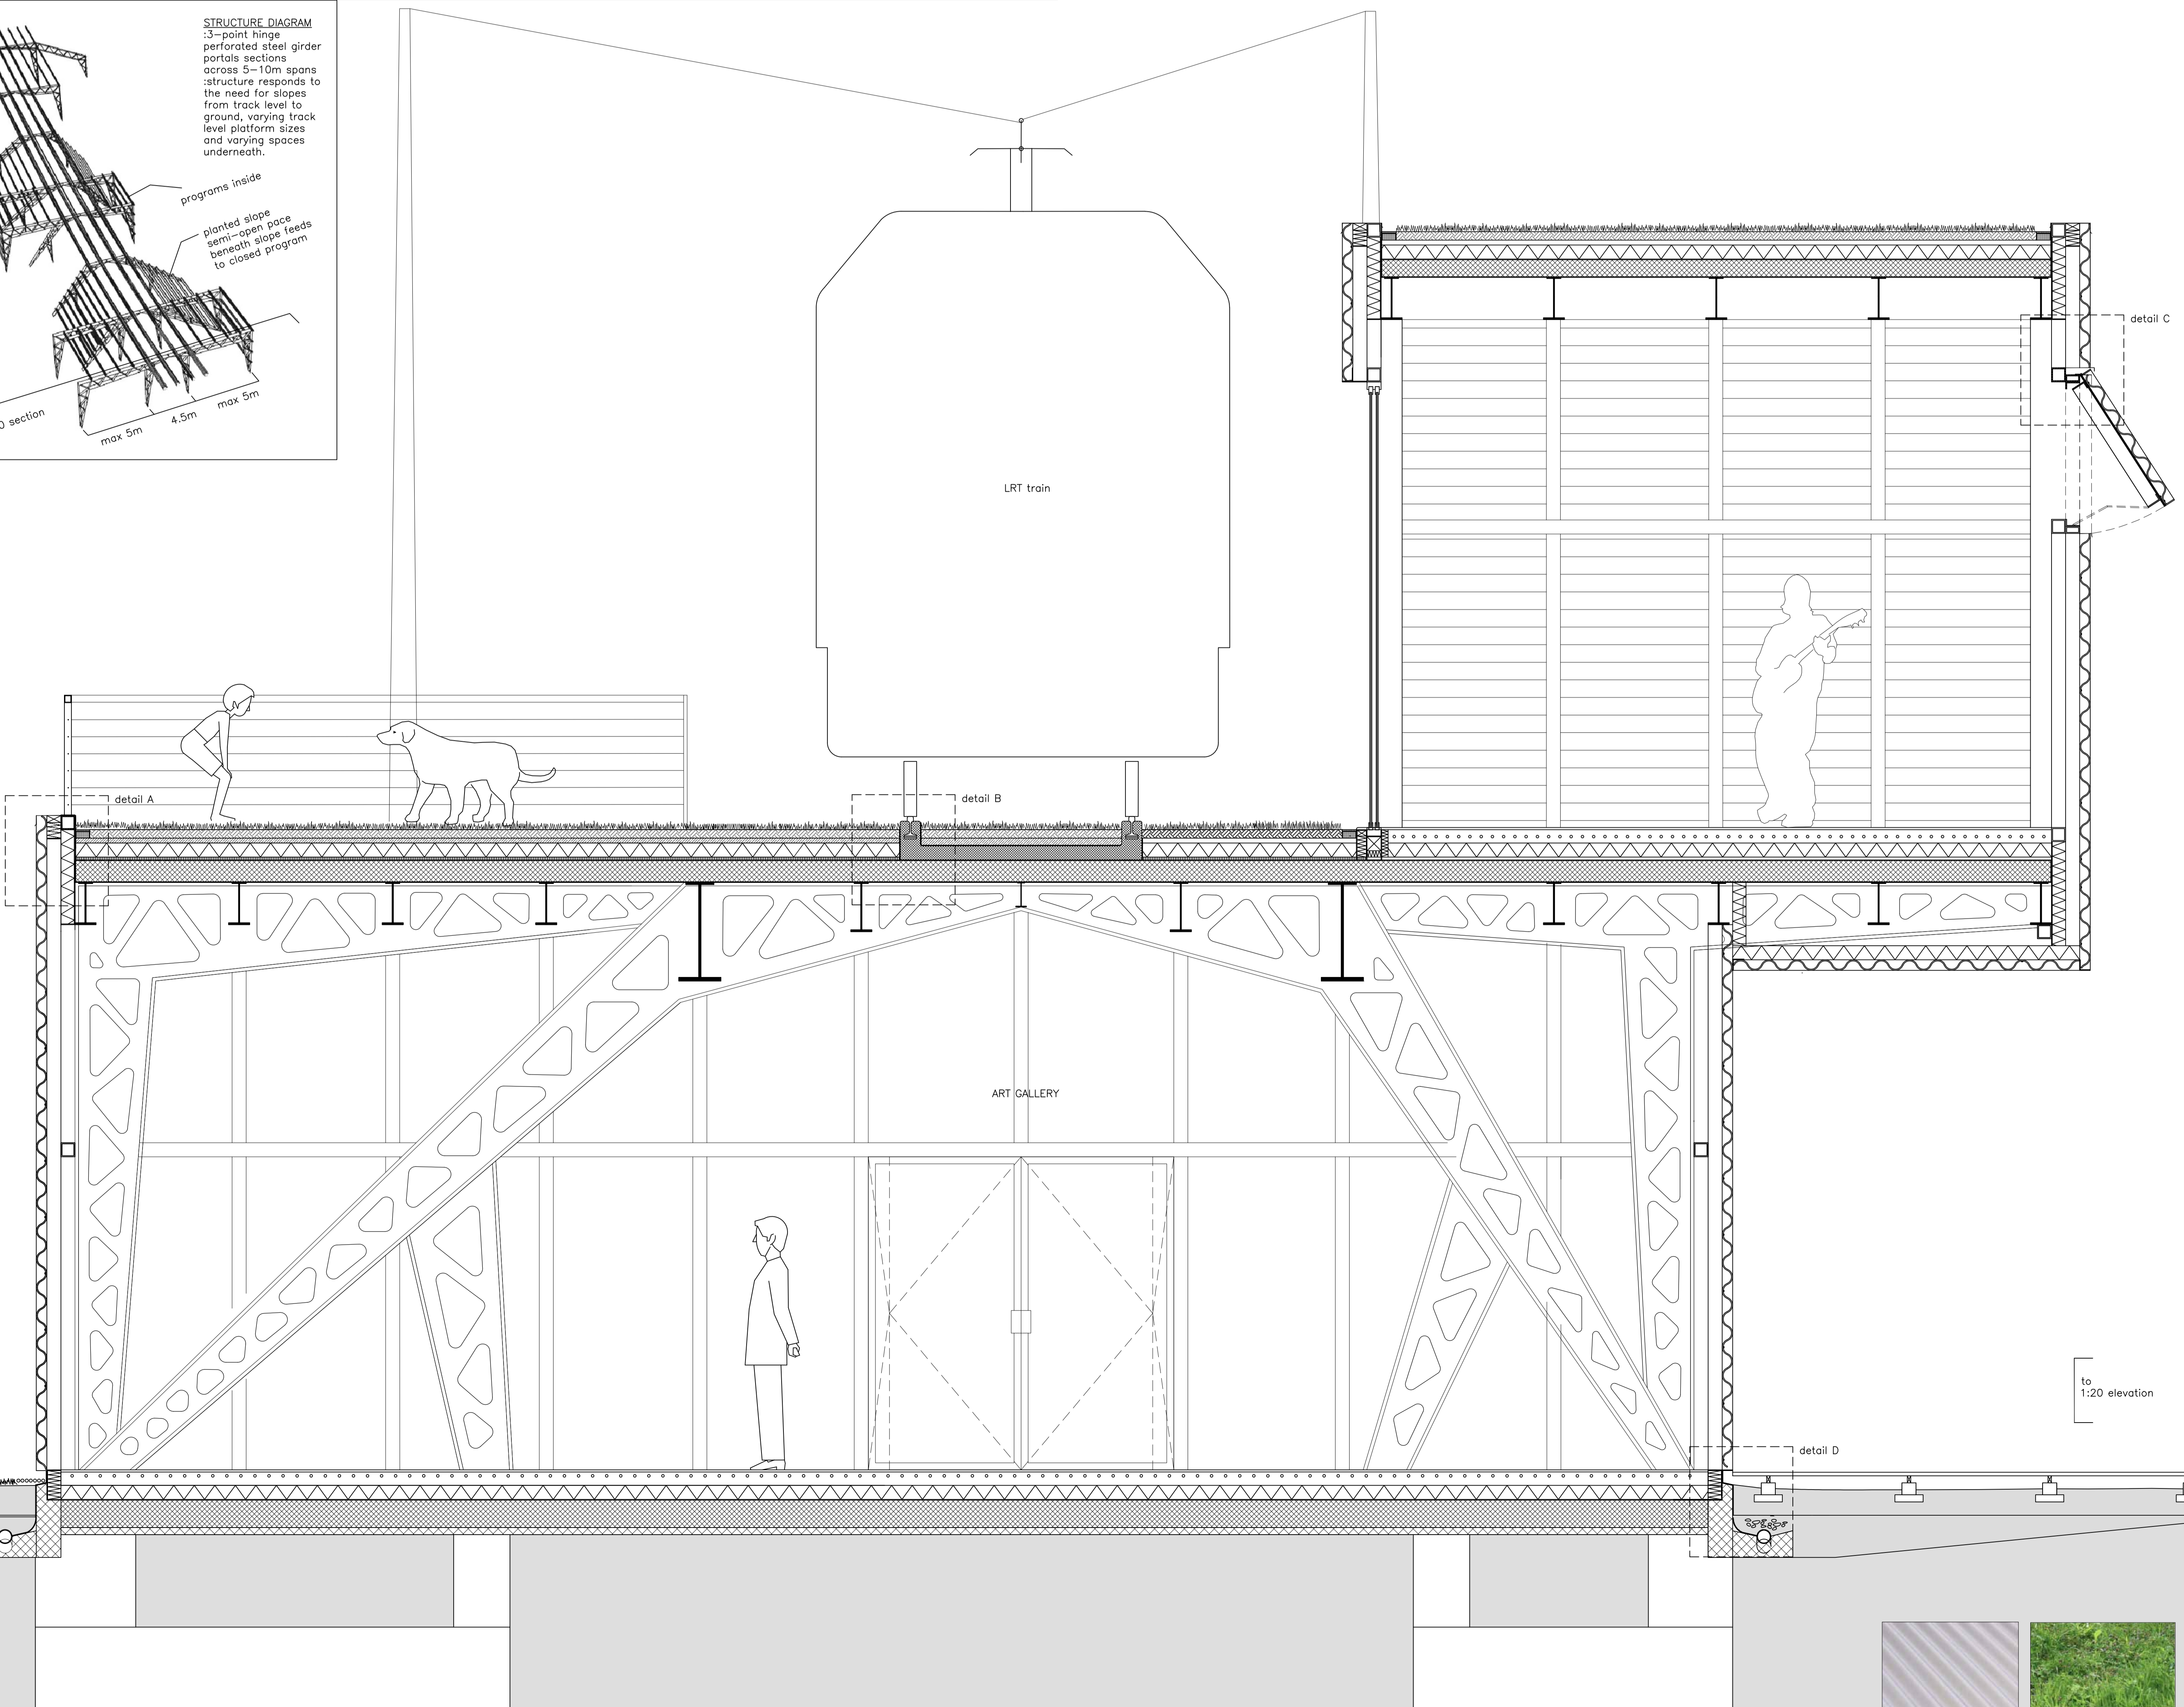 STRUCTURE DIAGRAM
:3-point hinge
perforated steel girder
portals sections
across 5-10m spans
:structure responds to
the need for slopes
from track level to
ground, varying track
level platform sizes
and varying spaces
underneath.
programs inside
planted slope
semi-open pace
beneath slope feeds
to closed program
0 section
max 5m
4.5m
max 5m
detail C
LRT train
detail A
detail B
ART GALLERY
to
1:20 elevation
detail D